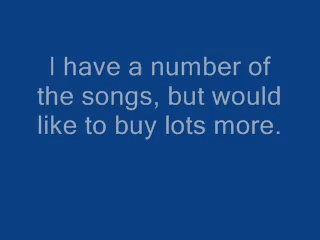 I have a number of
the songs, but would
like to buy lots more.